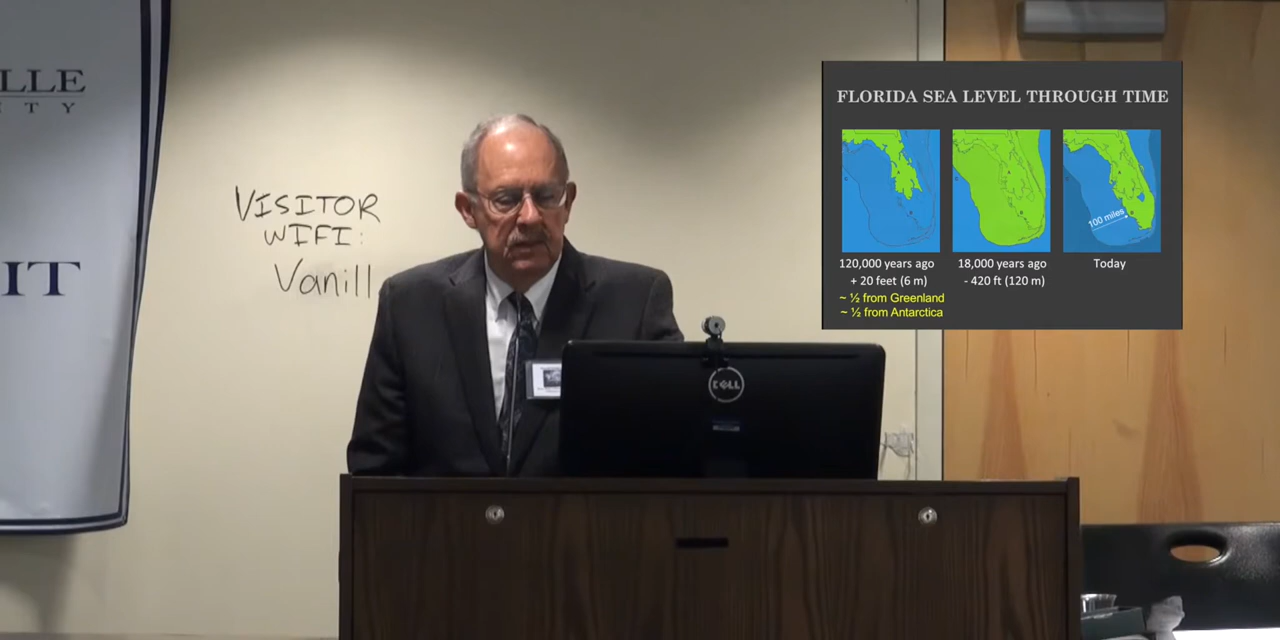 LLE
ITY
IT
VISITOR
WIFI:
Vanill
DELL
FLORIDA SEA LEVEL THROUGH TIME
100 miles
120,000 years ago
+ 20 feet (6 m)
~ ½ from Greenland
~ ½ from Antarctica
18,000 years ago
- 420 ft (120 m)
Today